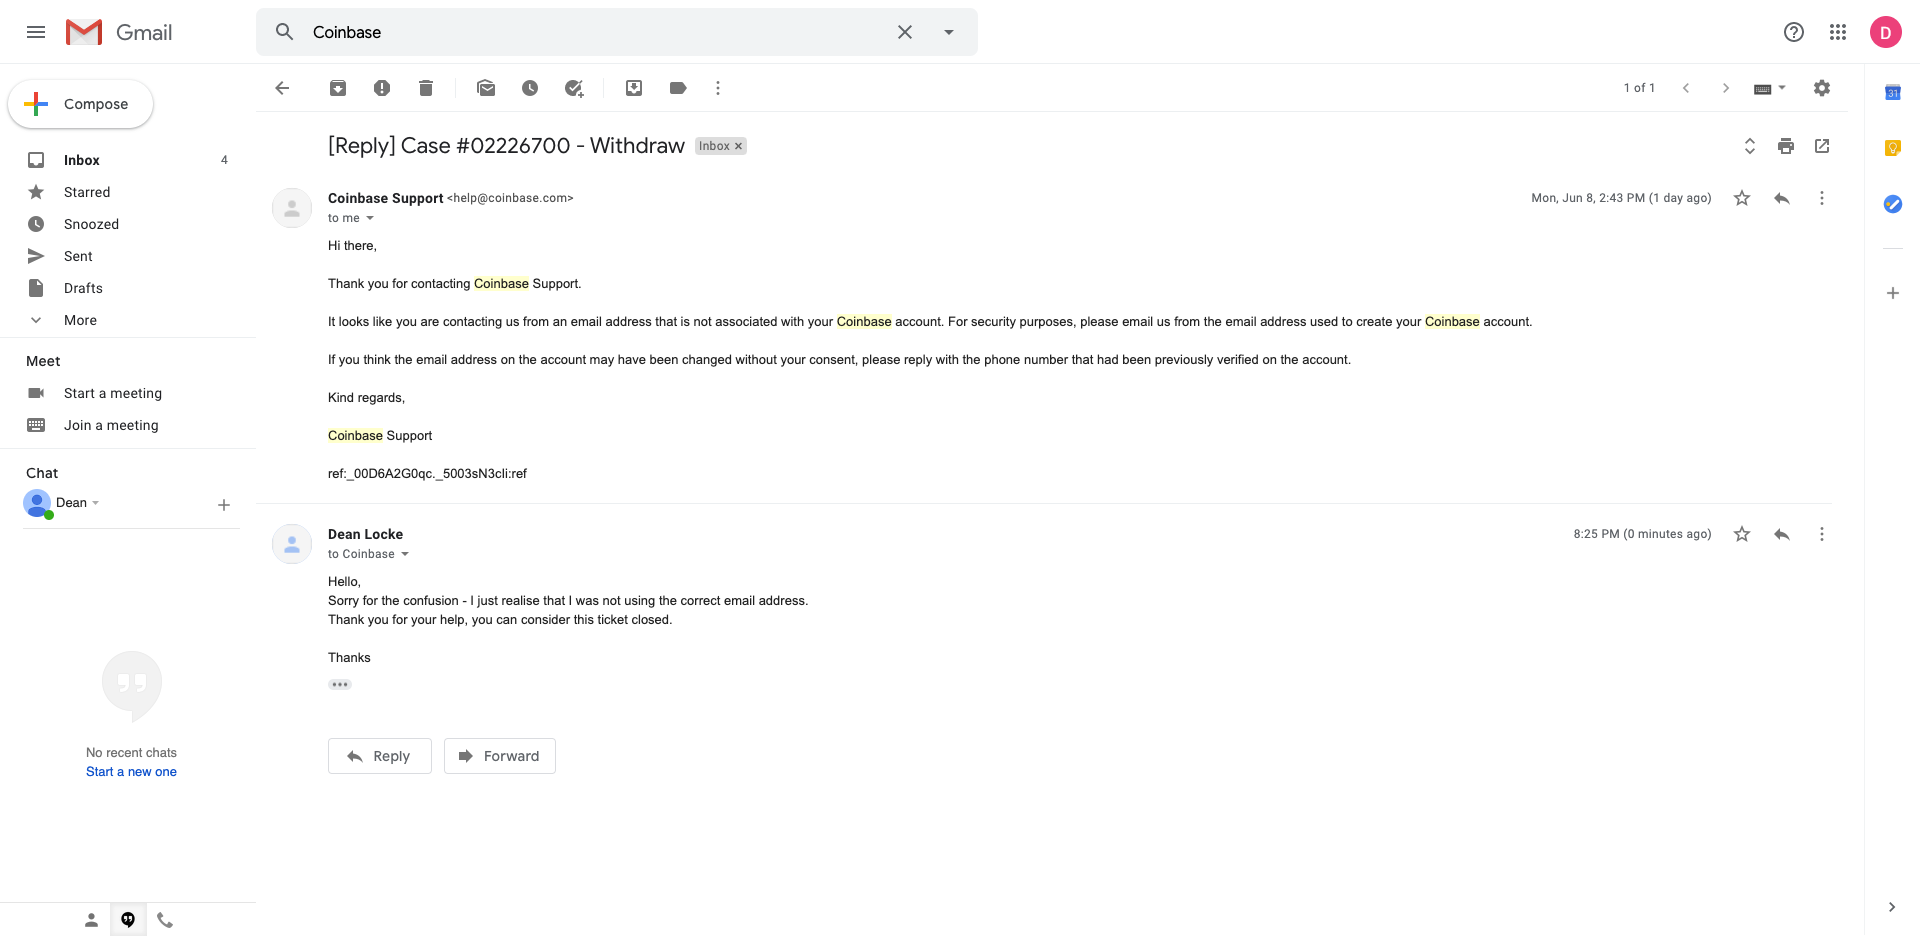 Gmail
Coinbase
D
Compose
1 of 1
31
Inbox 4
Starred
Snoozed
Sent
Drafts
More
Meet
Start a meeting
Join a meeting
Chat
Dean
No recent chats
Start a new one
[Reply] Case #02226700 - Withdraw Inbox ×
Coinbase Support <help@coinbase.com> Mon, Jun 8, 2:43 PM (1 day ago)
to me
Hi there,
Thank you for contacting Coinbase Support.
It looks like you are contacting us from an email address that is not associated with your Coinbase account. For security purposes, please email us from the email address used to create your Coinbase account.
If you think the email address on the account may have been changed without your consent, please reply with the phone number that had been previously verified on the account.
Kind regards,
Coinbase Support
ref:_00D6A2G0qc._5003sN3cli:ref
Dean Locke 8:25 PM (0 minutes ago)
to Coinbase
Hello,
Sorry for the confusion - I just realise that I was not using the correct email address.
Thank you for your help, you can consider this ticket closed.
Thanks
Reply Forward